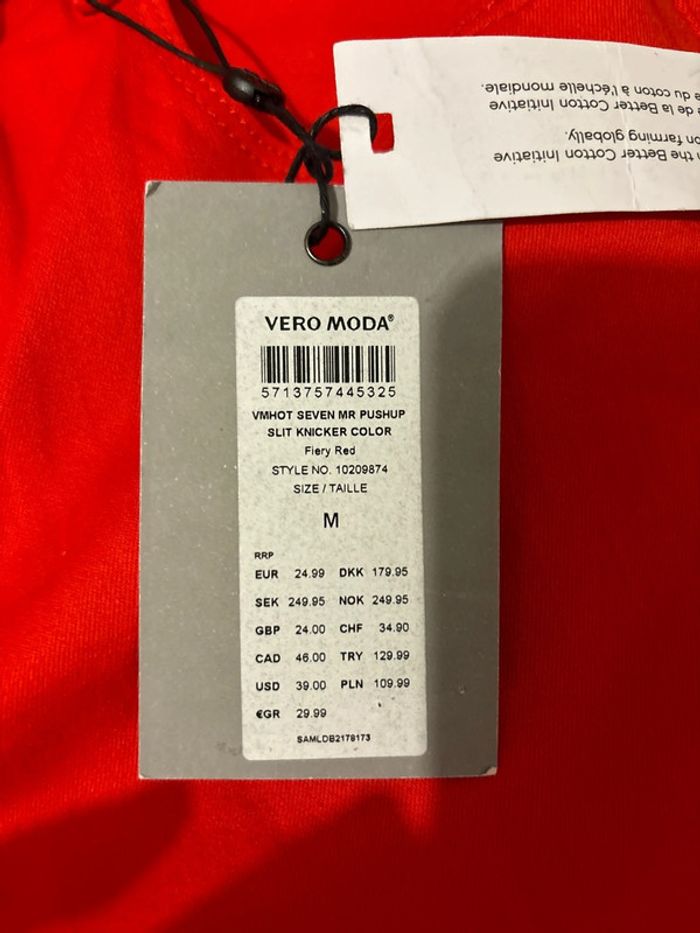 VERO MODA®
5713757445325
VMHOT SEVEN MR PUSHUP
SLIT KNICKER COLOR
Fiery Red
STYLE NO. 10209874
SIZE / TAILLE
M
RRP
EUR 24.99 DKK 179.95
SEK 249.95 NOK 249.95
GBP 24.00 CHF 34.90
CAD 46.00 TRY 129.99
USD 39.00 PLN 109.99
€GR 29.99
SAMLDB2178173
the Better Cotton Initiative
farming globally.
de la Better Cotton Initiative
du coton à l'échelle mondiale.